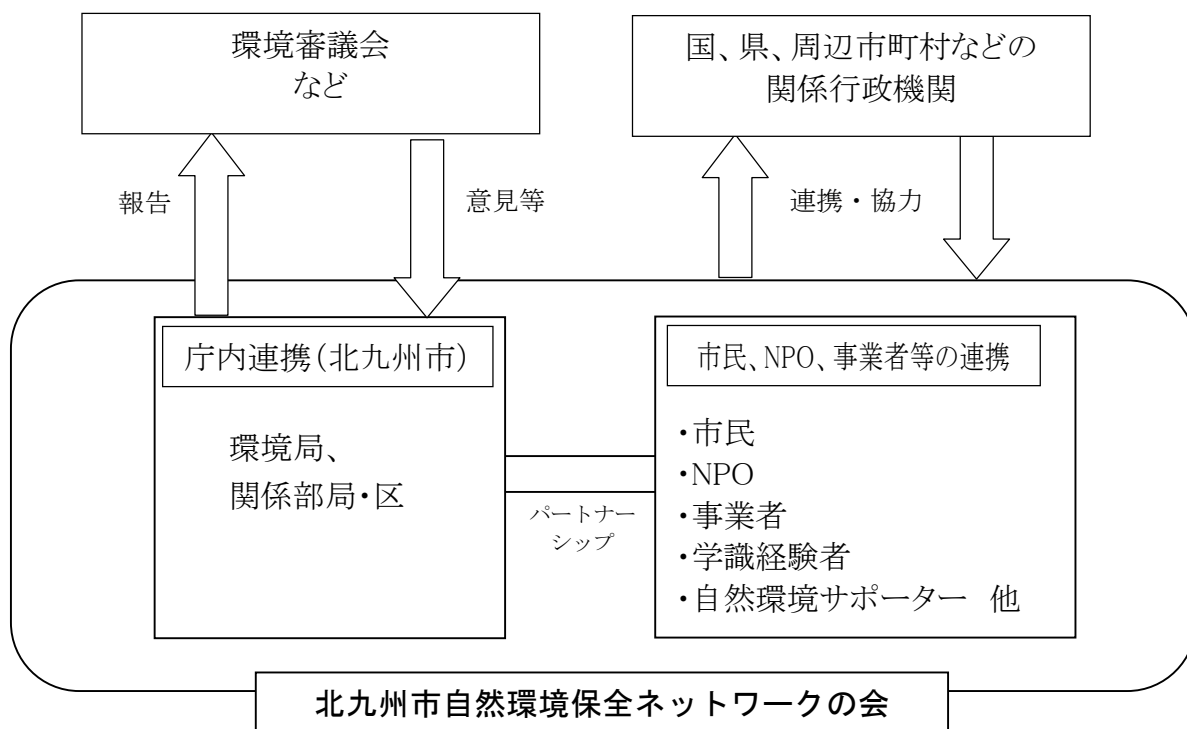 環境審議会
など
国、県、周辺市町村などの
関係行政機関
報告
意見等
連携・協力
庁内連携(北九州市)
環境局、
関係部局・区
パートナー
シップ
市民、NPO、事業者等の連携
・市民
・NPO
・事業者
・学識経験者
・自然環境サポーター 他
北九州市自然環境保全ネットワークの会